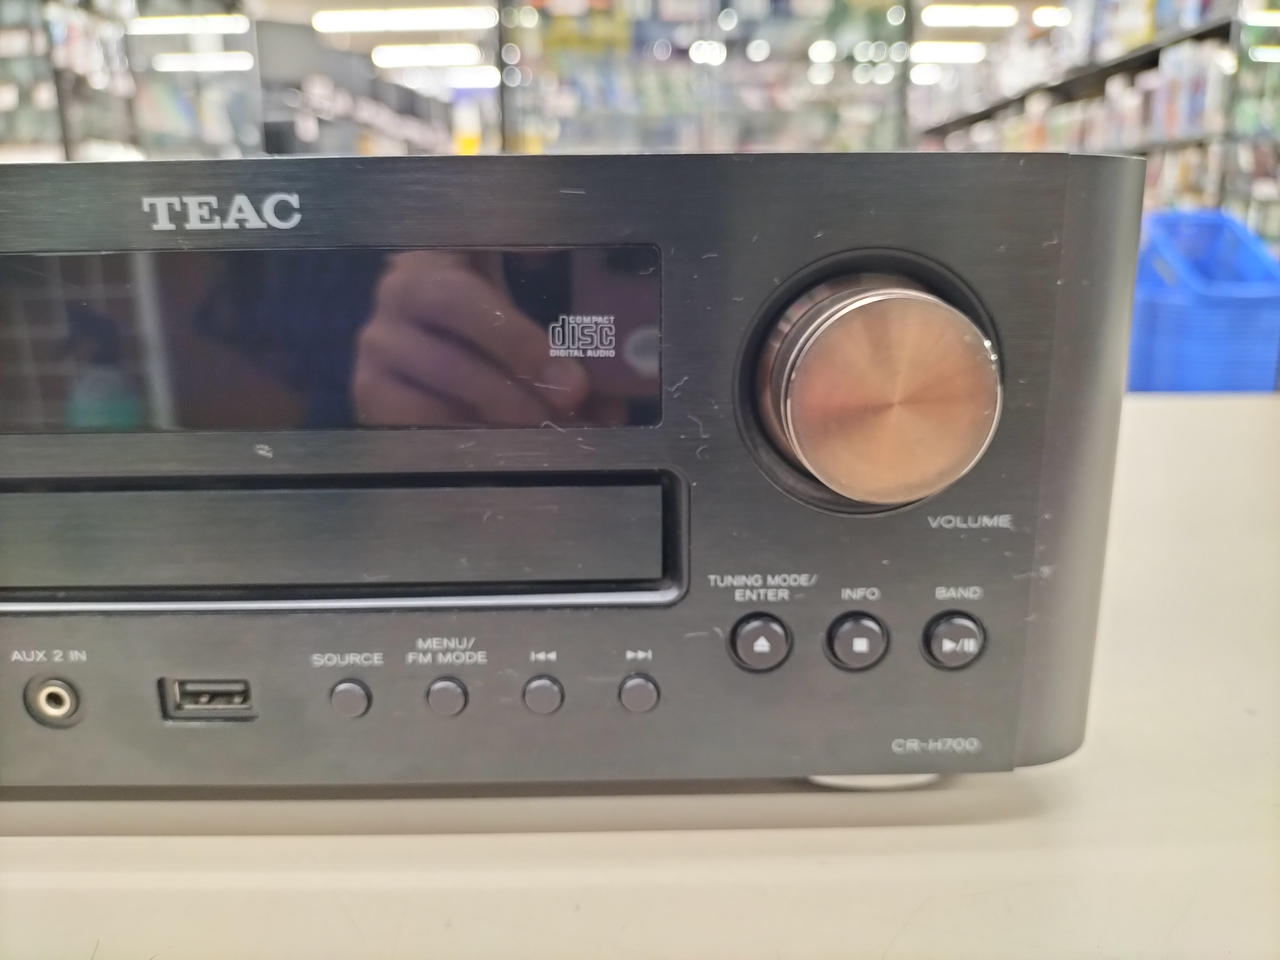 TEAC
COMPACT
disc
DIGITAL AUDIO
VOLUME
TUNING MODE/
ENTER
INFO
BAND
AUX 2 IN
SOURCE
MENU/
FM MODE
CR-H700